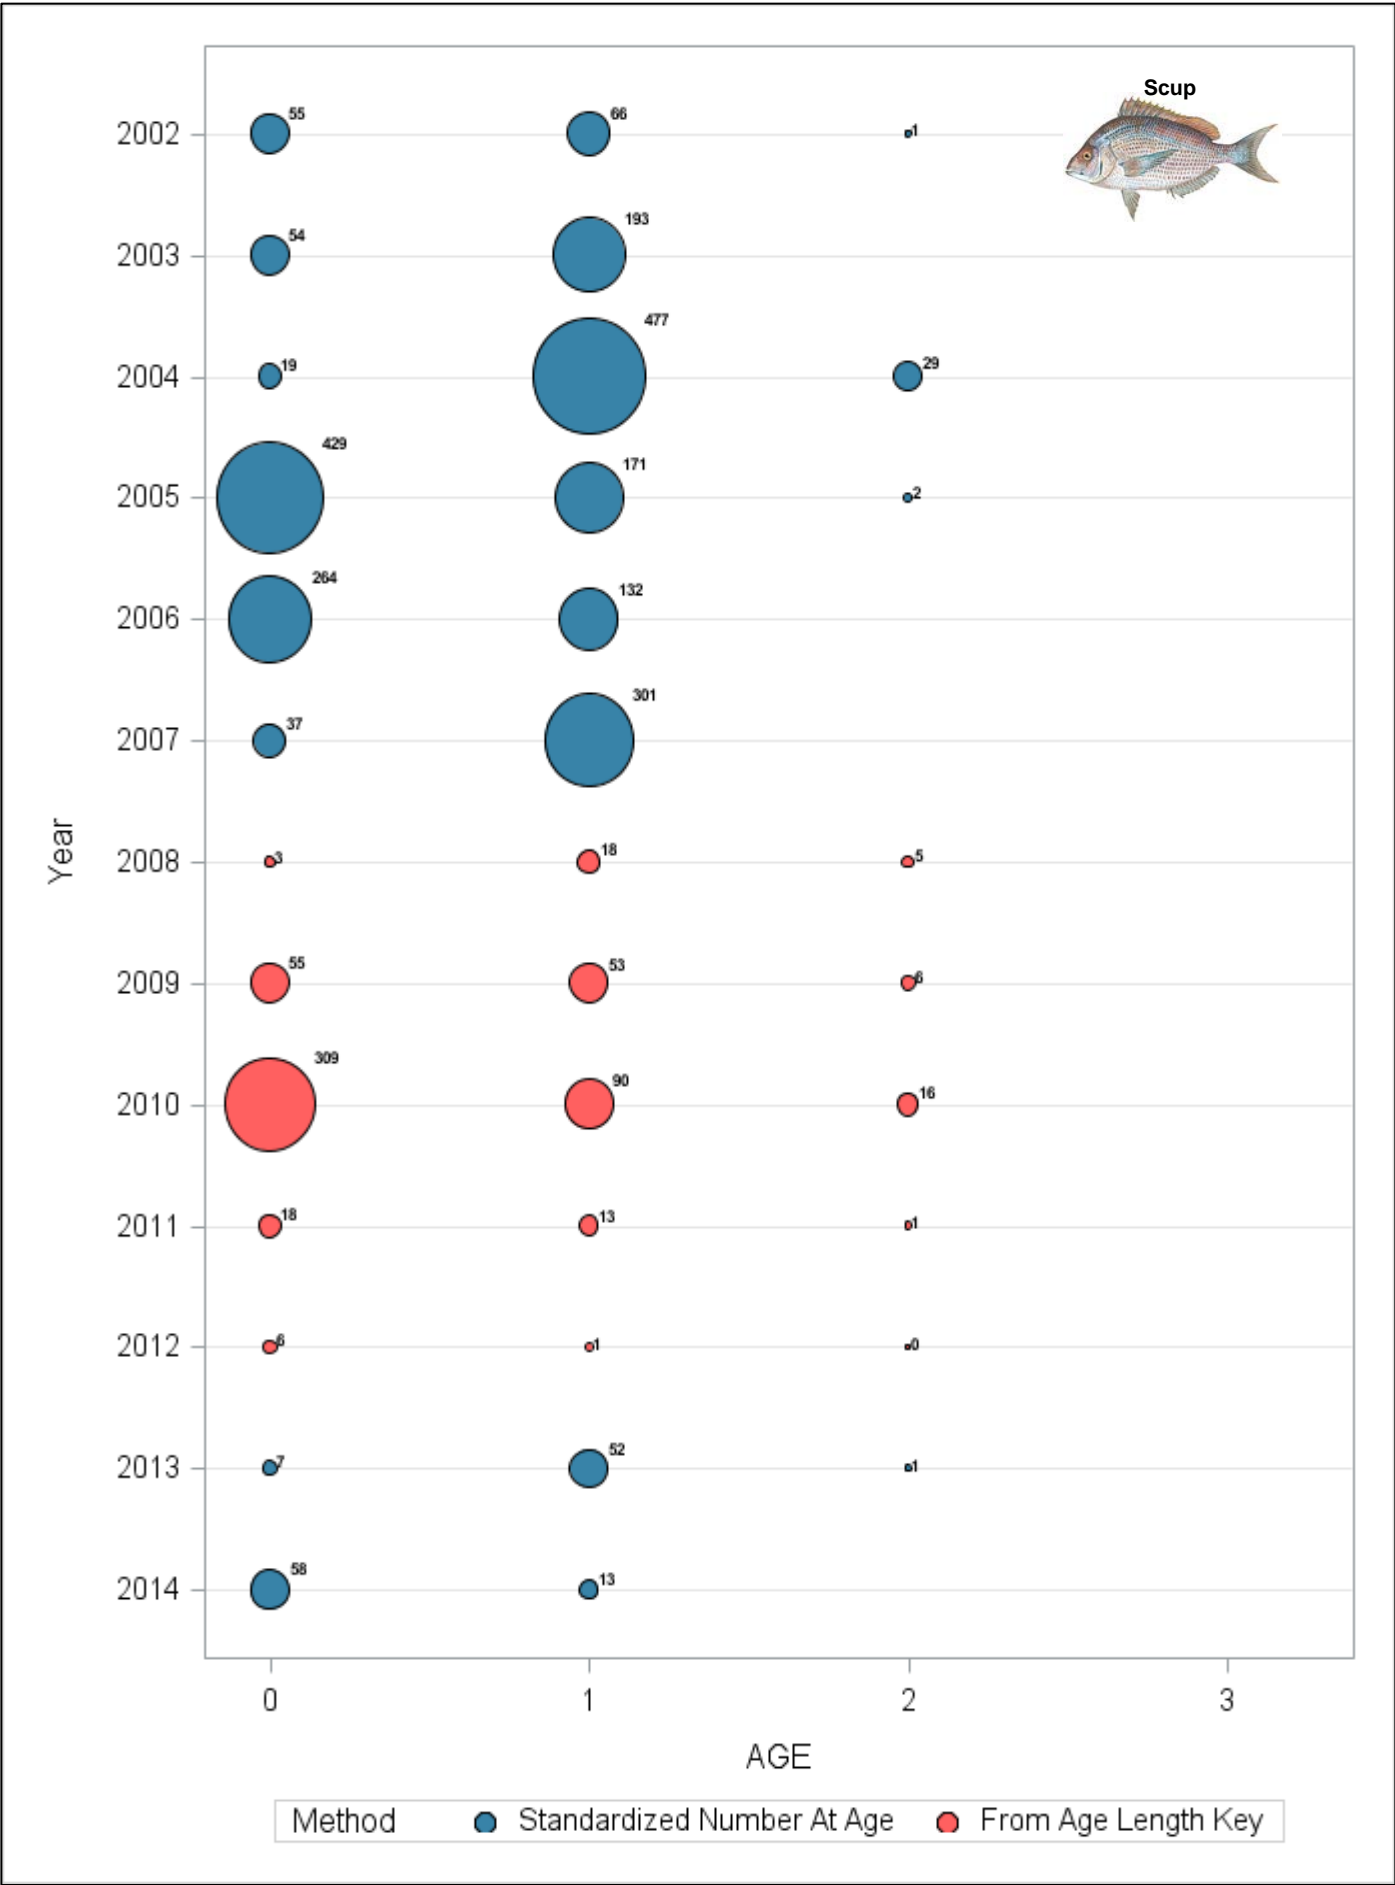 Scup
2002 55 66 1
2003 54 193
2004 19 477 29
2005 429 171 2
2006 264 132
2007 37 301
Year
2008 3 18 5
2009 55 53 6
2010 309 90 16
2011 18 13 1
2012 6 1 0
2013 7 52 1
2014 58 13
0 1 2 3
AGE
Method Standardized Number At Age From Age Length Key